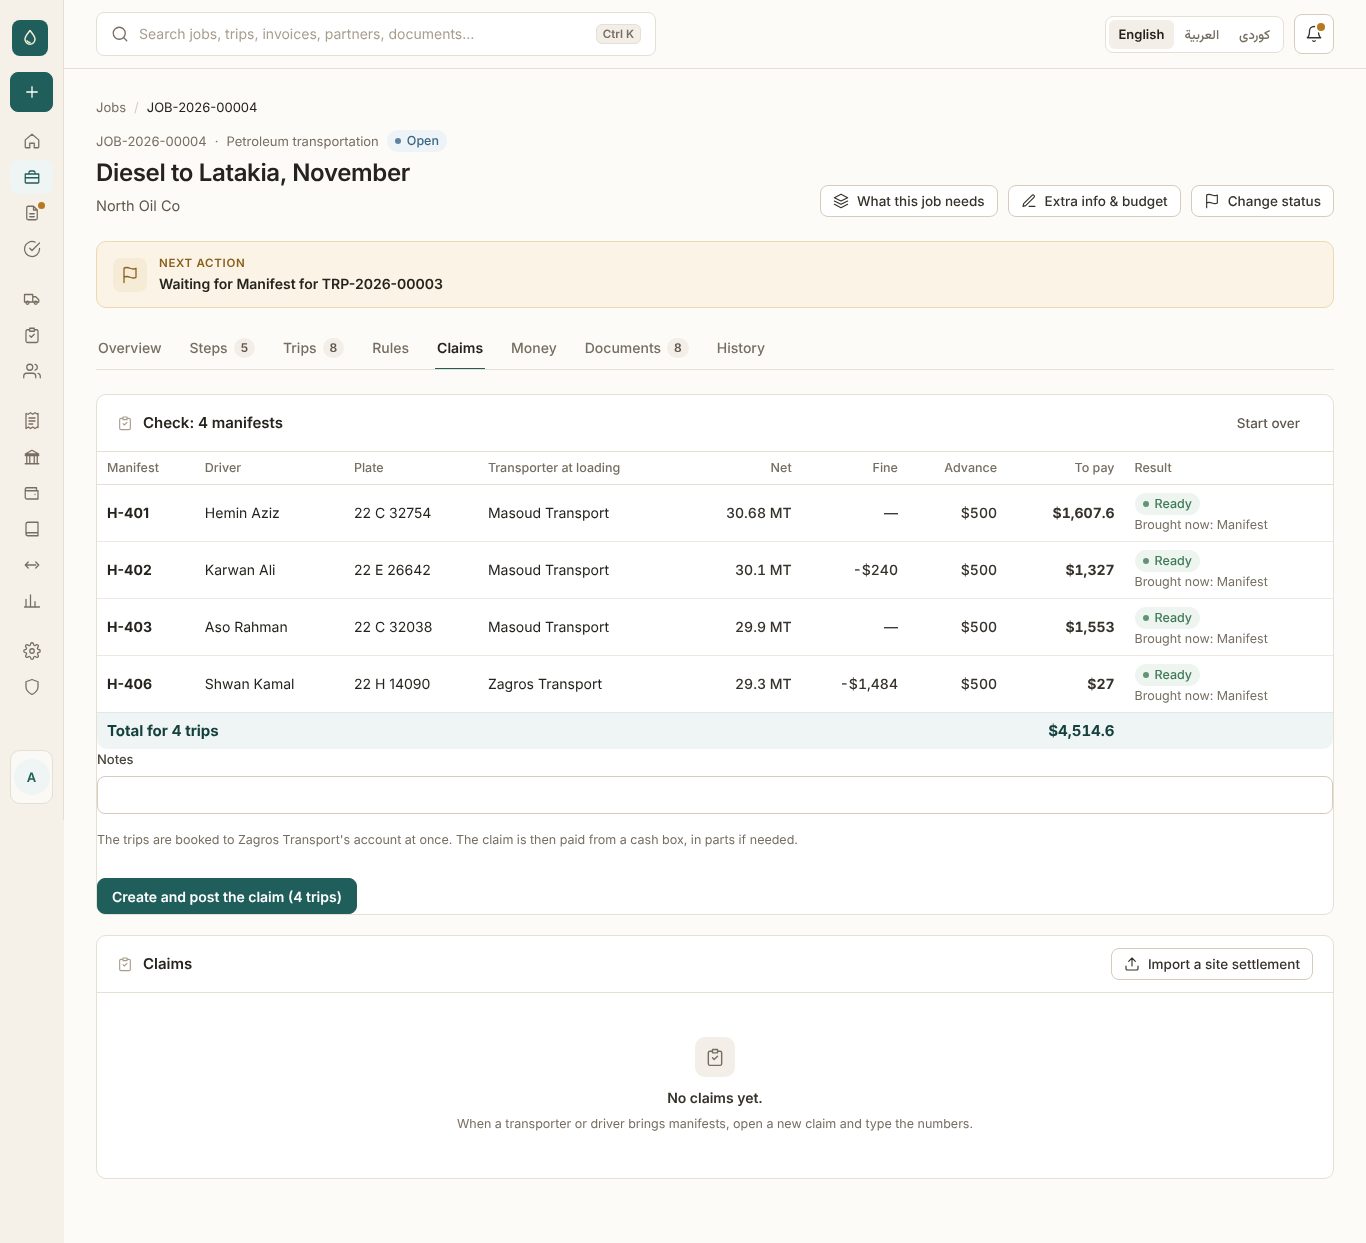 Search jobs, trips, invoices, partners, documents...
Ctrl K
English
العربية
کوردی
Jobs / JOB-2026-00004
JOB-2026-00004 · Petroleum transportation
Open
Diesel to Latakia, November
North Oil Co
What this job needs
Extra info & budget
Change status
NEXT ACTION
Waiting for Manifest for TRP-2026-00003
Overview
Steps 5
Trips 8
Rules
Claims
Money
Documents 8
History
Check: 4 manifests
Start over
Manifest Driver Plate Transporter at loading Net Fine Advance To pay Result
H-401 Hemin Aziz 22 C 32754 Masoud Transport 30.68 MT — $500 $1,607.6 Ready
Brought now: Manifest
H-402 Karwan Ali 22 E 26642 Masoud Transport 30.1 MT -$240 $500 $1,327 Ready
Brought now: Manifest
H-403 Aso Rahman 22 C 32038 Masoud Transport 29.9 MT — $500 $1,553 Ready
Brought now: Manifest
H-406 Shwan Kamal 22 H 14090 Zagros Transport 29.3 MT -$1,484 $500 $27 Ready
Brought now: Manifest
Total for 4 trips $4,514.6
Notes
The trips are booked to Zagros Transport's account at once. The claim is then paid from a cash box, in parts if needed.
Create and post the claim (4 trips)
Claims
Import a site settlement
No claims yet.
When a transporter or driver brings manifests, open a new claim and type the numbers.
A